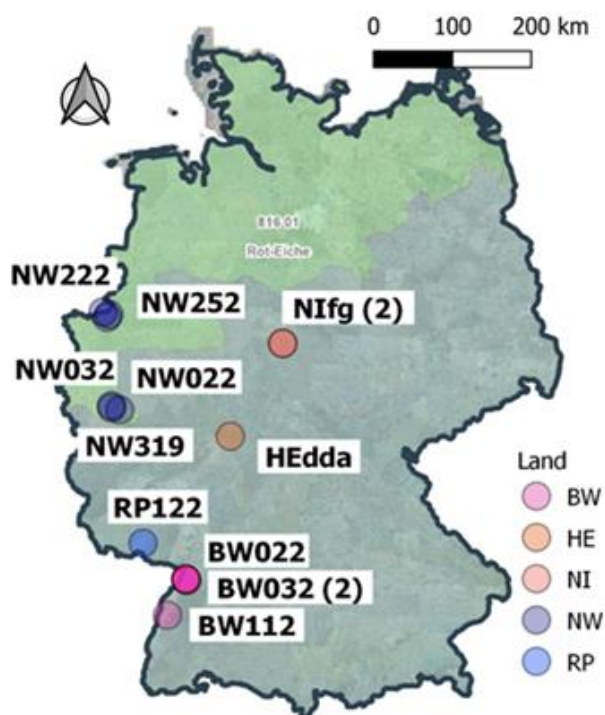 0 100 200 km
816 01
Rot-Eiche
NW222
NW252
NIfg (2)
NW032
NW022
NW319
HEdda
RP122
BW022
BW032 (2)
BW112
Land
BW
HE
NI
NW
RP